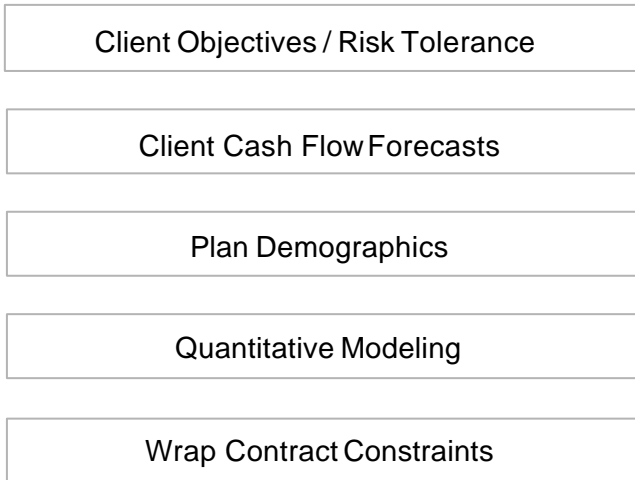 Client Objectives / Risk Tolerance
Client Cash Flow Forecasts
Plan Demographics
Quantitative Modeling
Wrap Contract Constraints